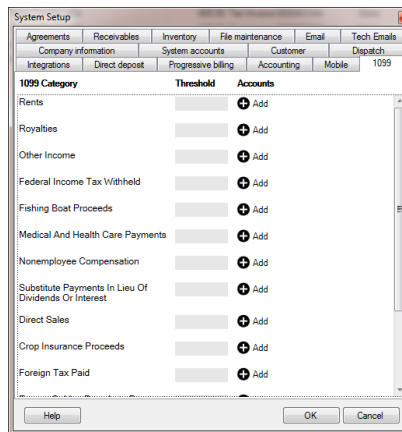 System Setup
Agreements Receivables Inventory File maintenance Email Tech Emails
Company information System accounts Customer Dispatch
Integrations Direct deposit Progressive billing Accounting Mobile 1099
1099 Category Threshold Accounts
Rents Add
Royalties Add
Other Income Add
Federal Income Tax Withheld Add
Fishing Boat Proceeds Add
Medical And Health Care Payments Add
Nonemployee Compensation Add
Substitute Payments In Lieu Of
Dividends Or Interest Add
Direct Sales Add
Crop Insurance Proceeds Add
Foreign Tax Paid Add
Help OK Cancel